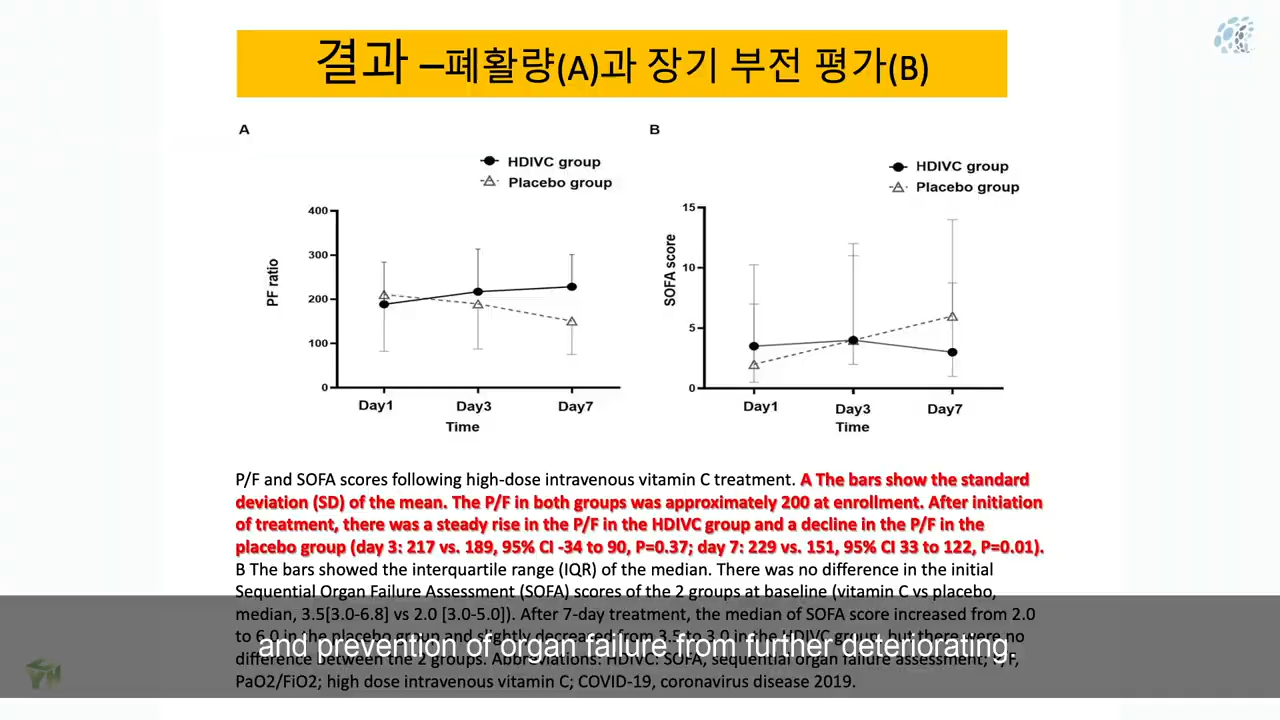 결과 –폐활량(A)과 장기 부전 평가(B)
A
HDIVC group
Placebo group
400
300
200
100
0
PF ratio
Day1 Day3 Day7
Time
B
HDIVC group
Placebo group
15
10
5
0
SOFA score
Day1 Day3 Day7
Time
P/F and SOFA scores following high-dose intravenous vitamin C treatment. A The bars show the standard
deviation (SD) of the mean. The P/F in both groups was approximately 200 at enrollment. After initiation
of treatment, there was a steady rise in the P/F in the HDIVC group and a decline in the P/F in the
placebo group (day 3: 217 vs. 189, 95% CI -34 to 90, P=0.37; day 7: 229 vs. 151, 95% CI 33 to 122, P=0.01).
B The bars showed the interquartile range (IQR) of the median. There was no difference in the initial
Sequential Organ Failure Assessment (SOFA) scores of the 2 groups at baseline (vitamin C vs placebo,
median, 3.5[3.0-6.8] vs 2.0 [3.0-5.0]). After 7-day treatment, the median of SOFA score increased from 2.0
to 6.0 in the placebo group and slightly decreased from 3.5 to 3.0 in the HDIVC group, but there were no
and prevention of organ failure from further deteriorating.
difference between the 2 groups. Abbreviations: HDIVC: SOFA, sequential organ failure assessment; P/F,
PaO2/FiO2; high dose intravenous vitamin C; COVID-19, coronavirus disease 2019.